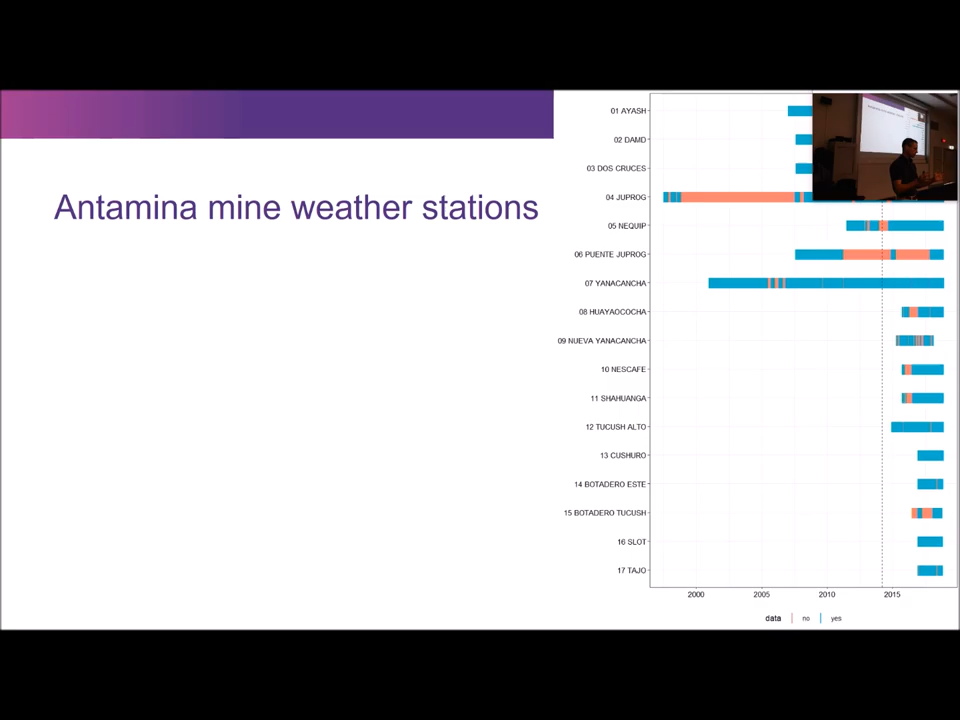 Antamina mine weather stations
01 AYASH
02 DAMD
03 DOS CRUCES
04 JUPROG
05 NEQUIP
06 PUENTE JUPROG
07 YANACANCHA
08 HUAYAOCOCHA
09 NUEVA YANACANCHA
10 NESCAFE
11 SHAHUANGA
12 TUCUSH ALTO
13 CUSHURO
14 BOTADERO ESTE
15 BOTADERO TUCUSH
16 SLOT
17 TAJO
2000 2005 2010 2015
data no yes